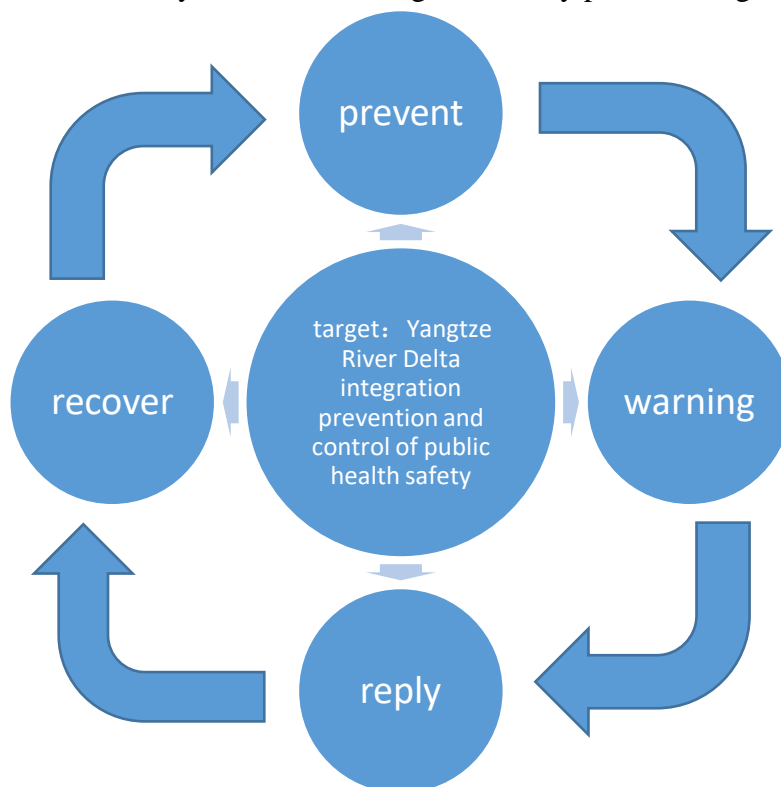 prevent
target： Yangtze
River Delta
integration
prevention and
control of public
health safety
recover
warning
reply